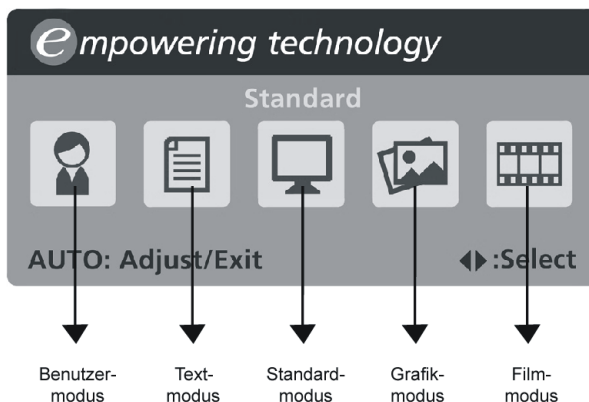 empowering technology
Standard
AUTO: Adjust/Exit ◀▶:Select
Benutzer- Text- Standard- Grafik- Film-
modus modus modus modus modus